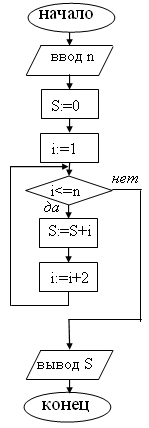 начало
ввод n
S:=0
i:=1
i<=n
нет
да
S:=S+i
i:=i+2
вывод S
конец